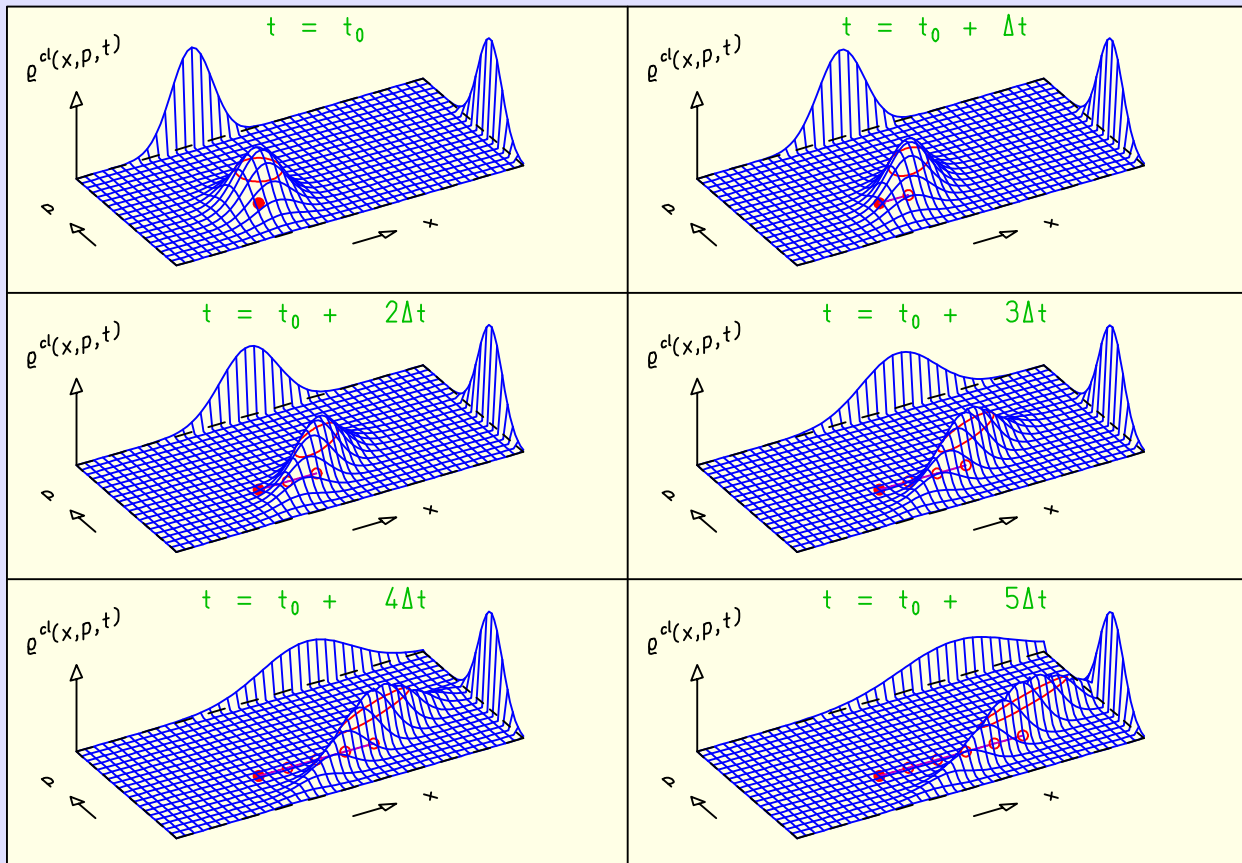 t = t₀
ϱᶜˡ(x,p,t)
p
x
t = t₀ + Δt
ϱᶜˡ(x,p,t)
p
x
t = t₀ + 2Δt
ϱᶜˡ(x,p,t)
p
x
t = t₀ + 3Δt
ϱᶜˡ(x,p,t)
p
x
t = t₀ + 4Δt
ϱᶜˡ(x,p,t)
p
x
t = t₀ + 5Δt
ϱᶜˡ(x,p,t)
p
x